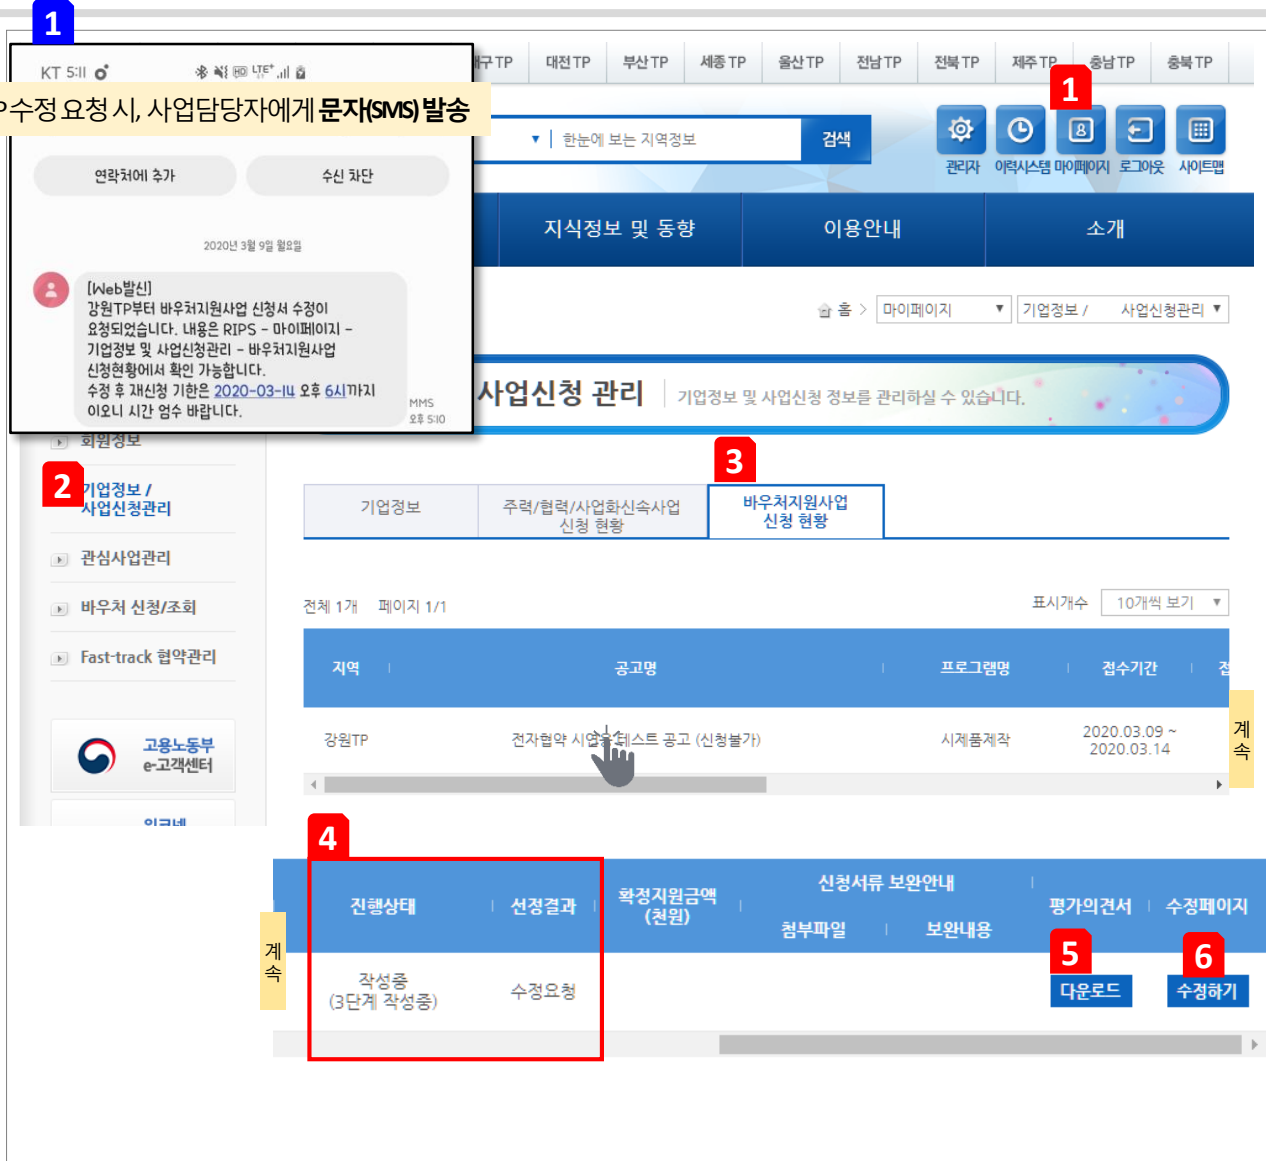 1
KT 5:11
HD LTE+
구TP 대전TP 부산TP 세종TP 울산TP 전남TP 전북TP 제주TP 충남TP 충북TP
1
P수정 요청 시, 사업담당자에게 문자(SMS) 발송
한눈에 보는 지역정보 검색
관리자 이력시스템 마이페이지 로그아웃 사이트맵
연락처에 추가 수신 차단
지식정보 및 동향 이용안내 소개
2020년 3월 9일 월요일
[Web발신]
강원TP부터 바우처지원사업 신청서 수정이
요청되었습니다. 내용은 RIPS - 마이페이지 -
기업정보 및 사업신청관리 - 바우처지원사업
신청현황에서 확인 가능합니다.
수정 후 재신청 기한은 2020-03-14 오후 6시까지
이오니 시간 엄수 바랍니다.
MMS
오후 5:10
홈 > 마이페이지 기업정보 / 사업신청관리
사업신청 관리 기업정보 및 사업신청 정보를 관리하실 수 있습니다.
회원정보
2
기업정보 /
사업신청관리
관심사업관리
바우처 신청/조회
Fast-track 협약관리
고용노동부
e-고객센터
3
기업정보
주력/협력/사업화신속사업
신청 현황
바우처지원사업
신청 현황
전체 1개 페이지 1/1 표시개수 10개씩 보기
지역 공고명 프로그램명 접수기간 접
강원TP 전자협약 시연용 테스트 공고 (신청불가) 시제품제작 2020.03.09 ~
2020.03.14
계
속
4
계
속
진행상태 선정결과 확정지원금액
(천원)
신청서류 보완안내
첨부파일 보완내용
평가의견서 수정페이지
작성중
(3단계 작성중)
수정요청
5
다운로드
6
수정하기